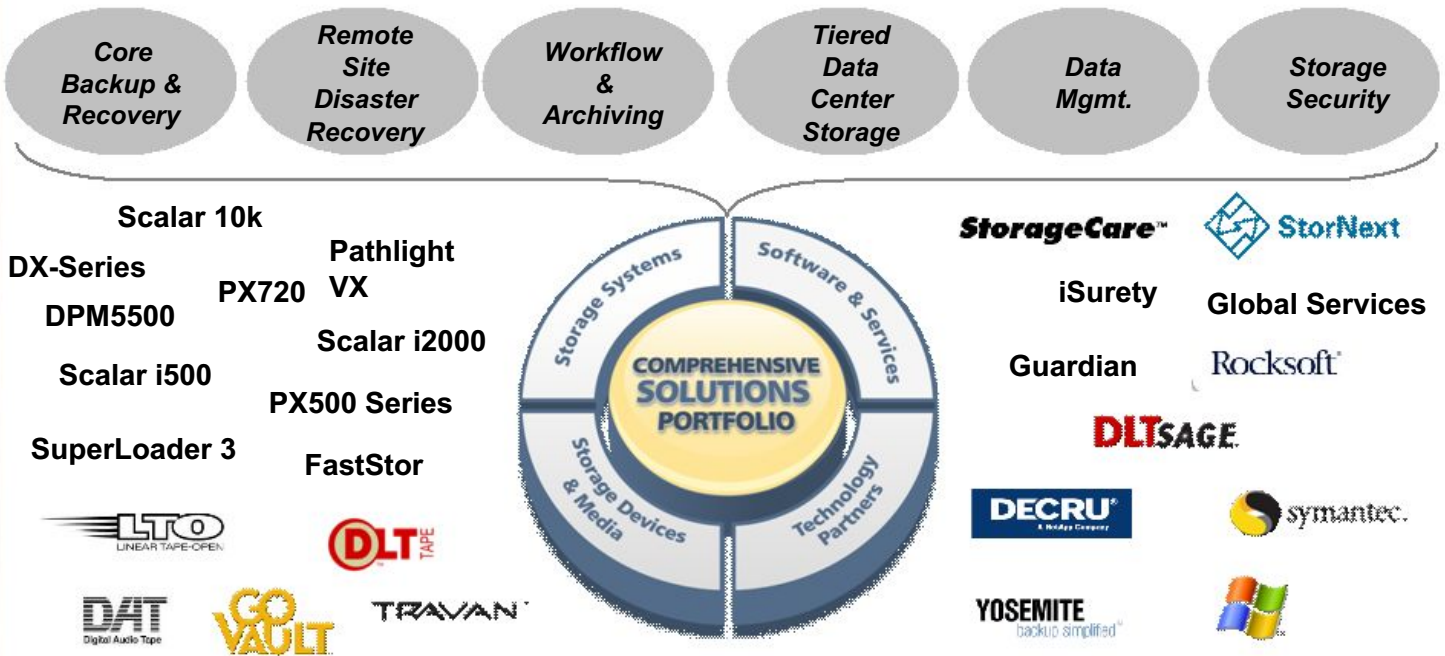 Core
Backup &
Recovery
Remote
Site
Disaster
Recovery
Workflow
&
Archiving
Tiered
Data
Center
Storage
Data
Mgmt.
Storage
Security
Scalar 10k
DX-Series
Pathlight
VX
PX720
DPM5500
Scalar i2000
Scalar i500
PX500 Series
SuperLoader 3
FastStor
LTO
LINEAR TAPE-OPEN
DLT
TAPE
DAT
Digital Audio Tape
GO
VAULT
TRAVAN
Storage Systems
Software & Services
COMPREHENSIVE
SOLUTIONS
PORTFOLIO
Storage Devices
& Media
Technology
Partners
StorageCare™
StorNext
iSurety
Global Services
Guardian
Rocksoft
DLTSAGE
DECRU®
A NetApp Company
symantec.
YOSEMITE
backup simplified™